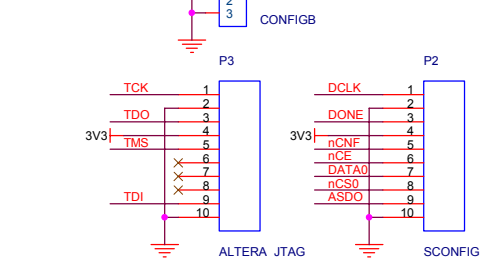 2
3
CONFIGB
P3
P2
TCK 1
2
TDO 3
3V3 4
TMS 5
6
7
8
TDI 9
10
ALTERA JTAG
DCLK 1
2
DONE 3
3V3 4
nCNF 5
nCE 6
DATA0 7
nCS0 8
ASDO 9
10
SCONFIG